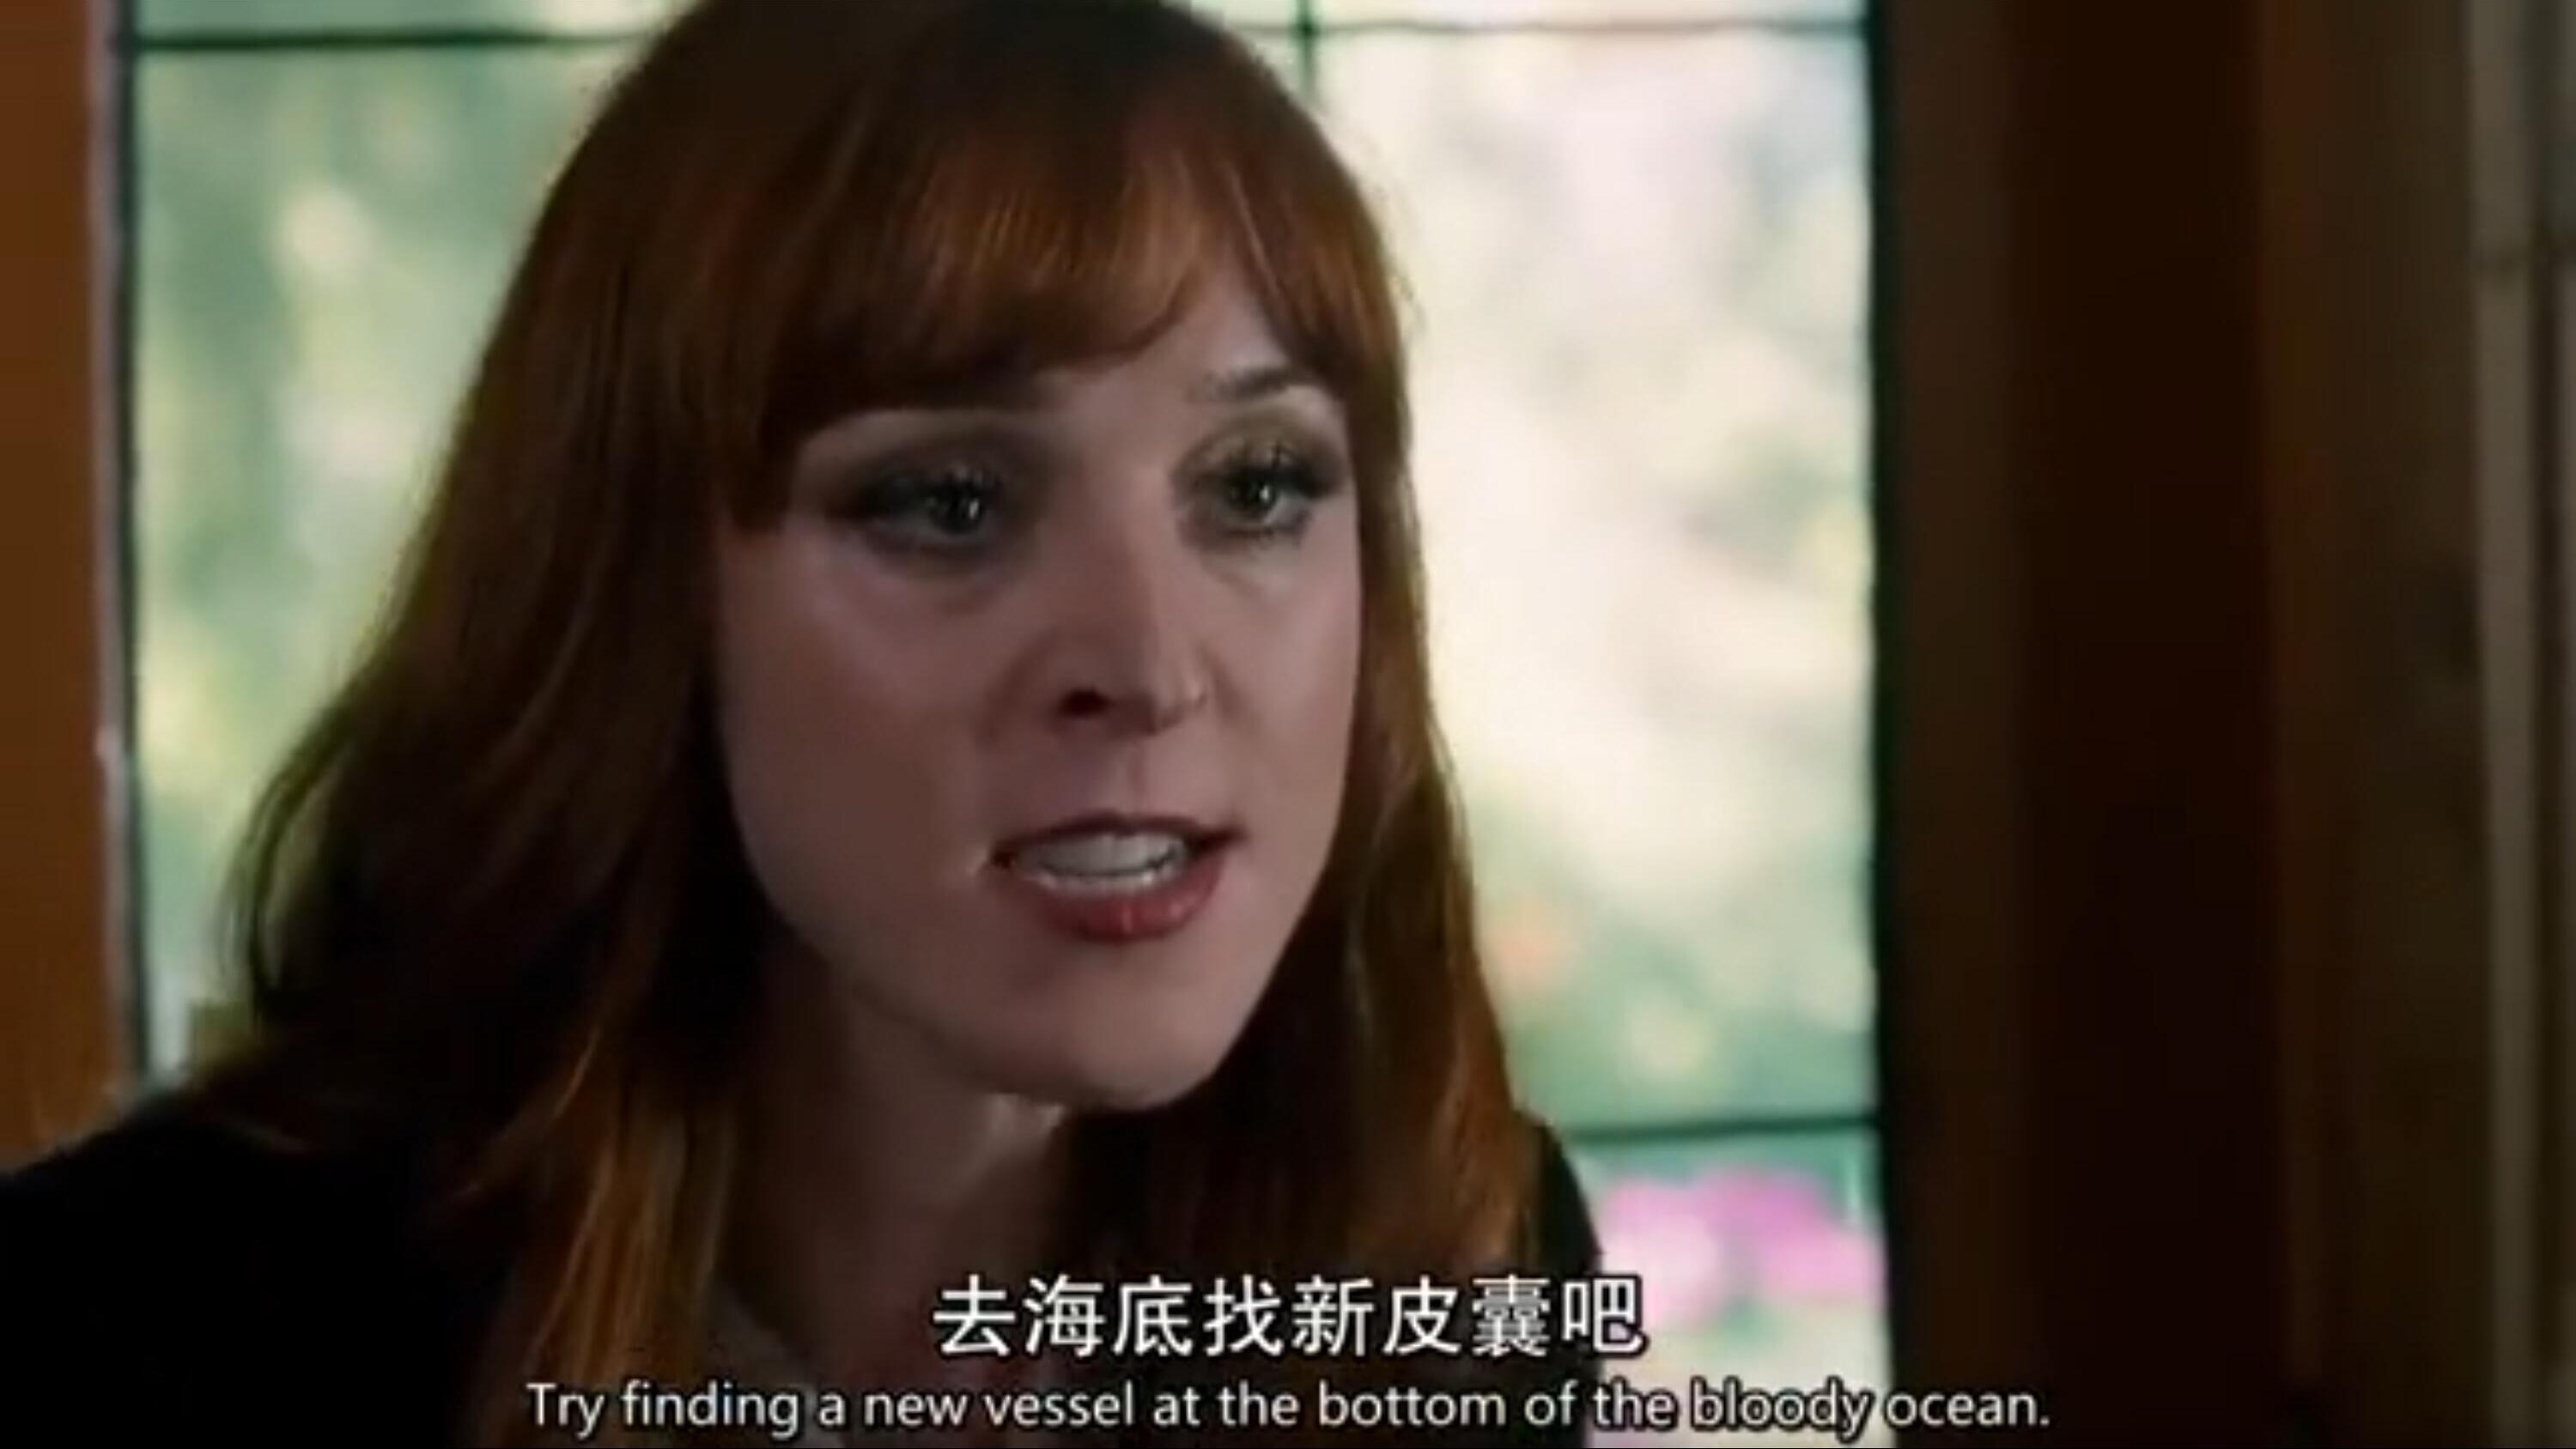 去海底找新皮囊吧
Try finding a new vessel at the bottom of the bloody ocean.